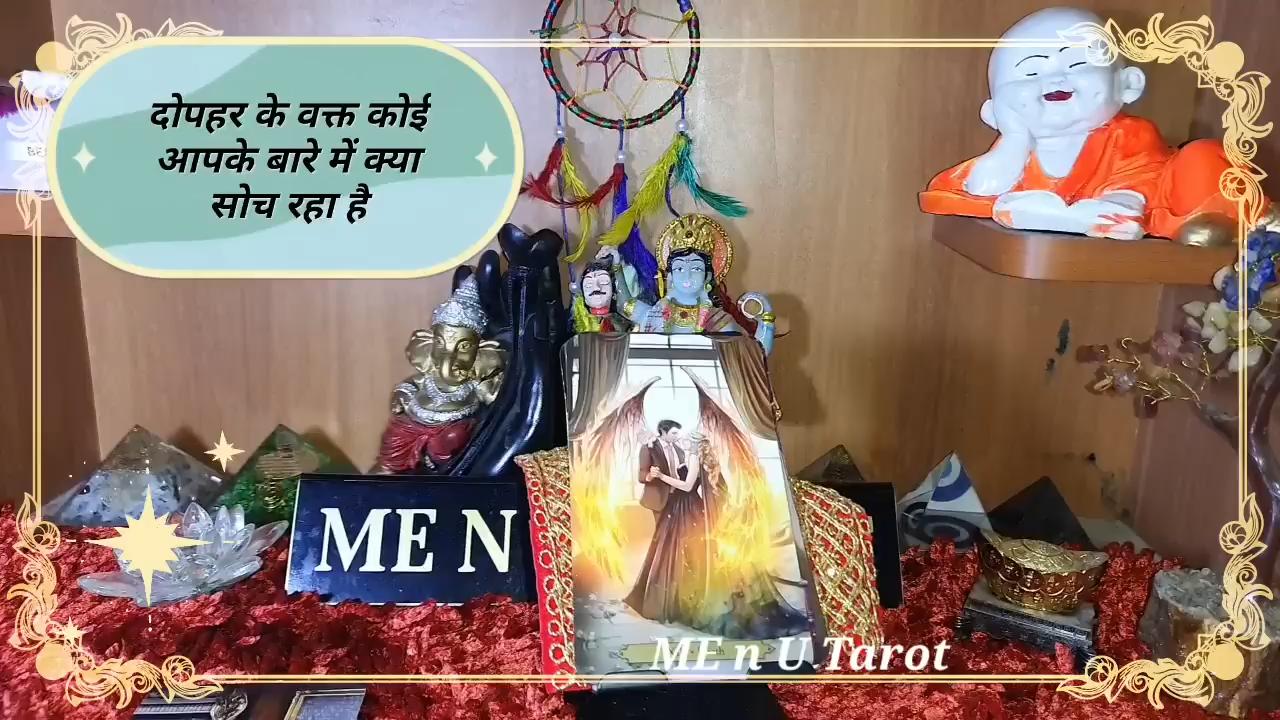 दोपहर के वक्त कोई
आपके बारे में क्या
सोच रहा है
ME N
ME n U Tarot